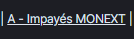 | A - Impayés MONEXT |